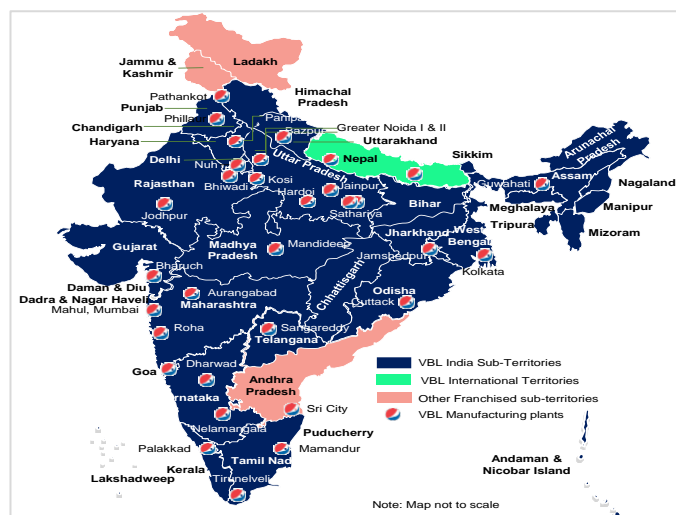 Ladakh
Jammu &
Kashmir
Himachal
Pradesh
Pathankot
Punjab
Phillaur
Chandigarh
Haryana
Panipa
Bazpur
Greater Noida I & II
Uttarakhand
Delhi
Nuh
Uttar Pradesh
Nepal
Sikkim
Arunachal
Pradesh
Assam
Guwahati
Nagaland
Meghalaya
Manipur
Tripura
Mizoram
Rajasthan
Bhiwadi
Kosi
Hardoi
Jainpur
Sathariya
Bihar
Jodhpur
Gujarat
Madhya
Pradesh
Mandideep
Jharkhand
Jamshedpur
West
Bengal
Kolkata
Chhattisgarh
Bharuch
Daman & Diu
Dadra & Nagar Haveli
Mahul, Mumbai
Aurangabad
Maharashtra
Odisha
Cuttack
Roha
Sangareddy
Telangana
Goa
Dharwad
Andhra
Pradesh
rnataka
Nelamangala
Sri City
Puducherry
Palakkad
Mamandur
Kerala
Tamil Nad
Lakshadweep
Tirunelveli
VBL India Sub-Territories
VBL International Territories
Other Franchised sub-territories
VBL Manufacturing plants
Andaman &
Nicobar Island
Note: Map not to scale